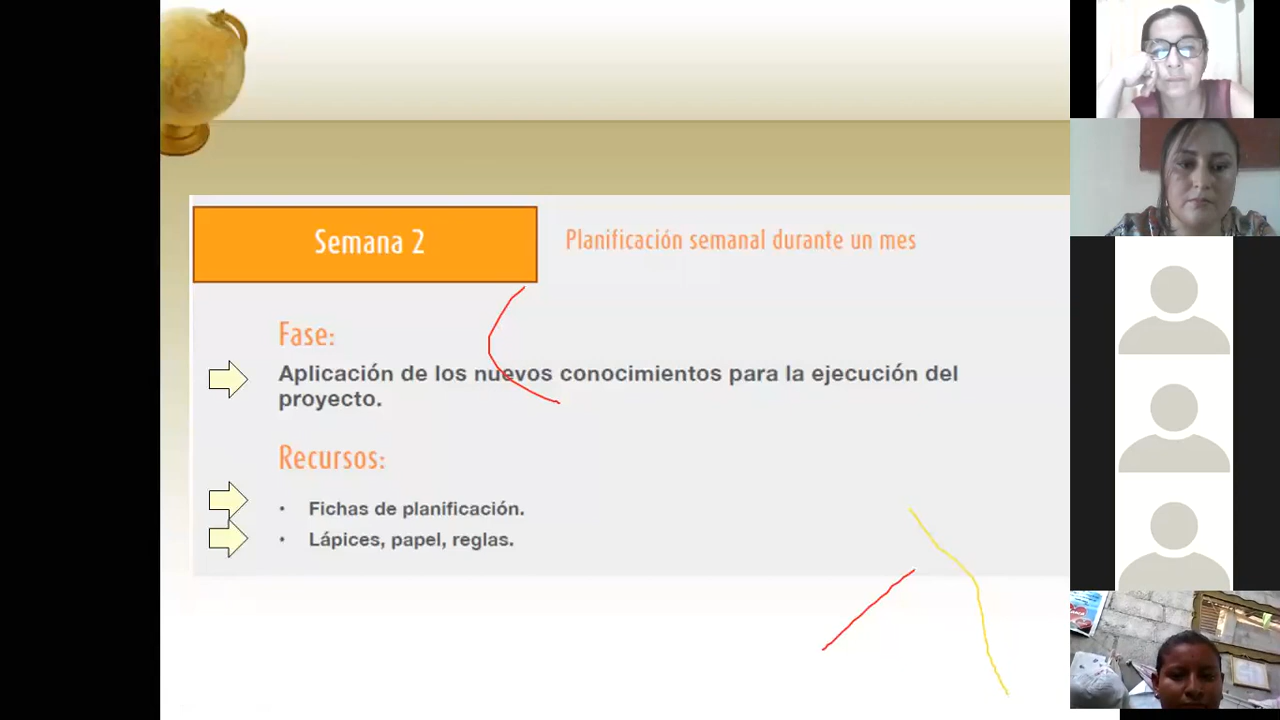 Semana 2
Planificación semanal durante un mes
Fase:
Aplicación de los nuevos conocimientos para la ejecución del
proyecto.
Recursos:
• Fichas de planificación.
• Lápices, papel, reglas.